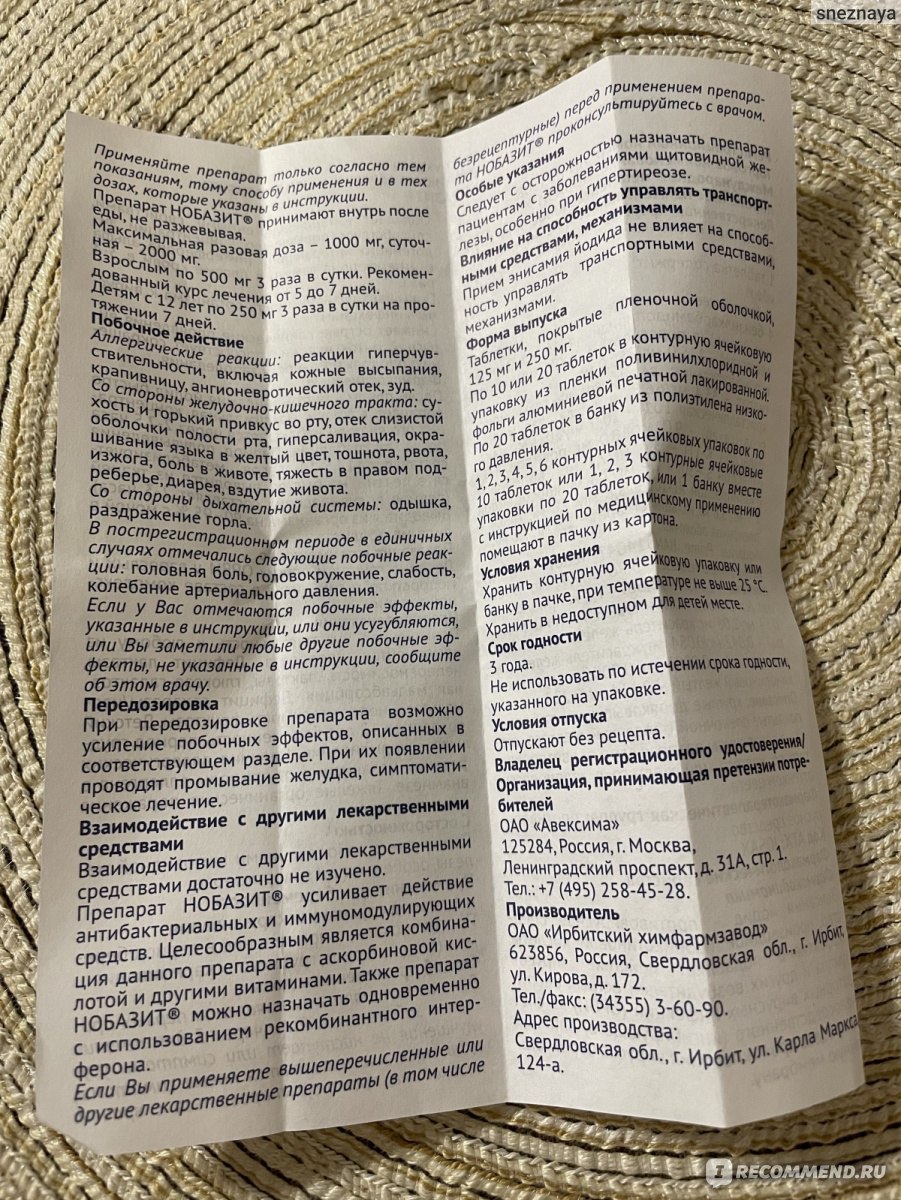 sneznaya
Применяйте препарат только согласно тем
показаниям, тому способу применения и в тех
дозах, которые указаны в инструкции.
Препарат НОБАЗИТ® принимают внутрь после
еды, не разжевывая.
Максимальная разовая доза – 1000 мг, суточ-
ная – 2000 мг.
Взрослым по 500 мг 3 раза в сутки. Рекомен-
дованный курс лечения от 5 до 7 дней.
Детям с 12 лет по 250 мг 3 раза в сутки на про-
тяжении 7 дней.
Побочное действие
Аллергические реакции: реакции гиперчув-
ствительности, включая кожные высыпания,
крапивницу, ангионевротический отек, зуд.
Со стороны желудочно-кишечного тракта: су-
хость и горький привкус во рту, отек слизистой
оболочки полости рта, гиперсаливация, окра-
шивание языка в желтый цвет, тошнота, рвота,
изжога, боль в животе, тяжесть в правом под-
реберье, диарея, вздутие живота.
Со стороны дыхательной системы: одышка,
раздражение горла.
В пострегистрационном периоде в единичных
случаях отмечались следующие побочные реак-
ции: головная боль, головокружение, слабость,
колебание артериального давления.
Если у Вас отмечаются побочные эффекты,
указанные в инструкции, или они усугубляются,
или Вы заметили любые другие побочные эф-
фекты, не указанные в инструкции, сообщите
об этом врачу.
Передозировка
При передозировке препарата возможно
усиление побочных эффектов, описанных в
соответствующем разделе. При их появлении
проводят промывание желудка, симптомати-
ческое лечение.
Взаимодействие с другими лекарственными
средствами
Взаимодействие с другими лекарственными
средствами достаточно не изучено.
Препарат НОБАЗИТ® усиливает действие
антибактериальных и иммуномодулирующих
средств. Целесообразным является комбина-
ция данного препарата с аскорбиновой кис-
лотой и другими витаминами. Также препарат
НОБАЗИТ® можно назначать одновременно
с использованием рекомбинантного интер-
ферона.
Если Вы применяете вышеперечисленные или
другие лекарственные препараты (в том числе
безрецептурные) перед применением препара-
та НОБАЗИТ® проконсультируйтесь с врачом.
Особые указания
Следует с осторожностью назначать препарат
пациентам с заболеваниями щитовидной же-
лезы, особенно при гипертиреозе.
Влияние на способность управлять транспорт-
ными средствами, механизмами
Прием энисамия йодида не влияет на способ-
ность управлять транспортными средствами,
механизмами.
Форма выпуска
Таблетки, покрытые пленочной оболочкой,
125 мг и 250 мг.
По 10 или 20 таблеток в контурную ячейковую
упаковку из пленки поливинилхлоридной и
фольги алюминиевой печатной лакированной.
По 20 таблеток в банку из полиэтилена низко-
го давления.
1, 2, 3, 4, 5, 6 контурных ячейковых упаковок по
10 таблеток или 1, 2, 3 контурные ячейковые
упаковки по 20 таблеток, или 1 банку вместе
с инструкцией по медицинскому применению
помещают в пачку из картона.
Условия хранения
Хранить контурную ячейковую упаковку или
банку в пачке, при температуре не выше 25 °С.
Хранить в недоступном для детей месте.
Срок годности
3 года.
Не использовать по истечении срока годности,
указанного на упаковке.
Условия отпуска
Отпускают без рецепта.
Владелец регистрационного удостоверения/
Организация, принимающая претензии потре-
бителей
ОАО «Авексима»
125284, Россия, г. Москва,
Ленинградский проспект, д. 31А, стр. 1.
Тел.: +7 (495) 258-45-28.
Производитель
ОАО «Ирбитский химфармзавод»
623856, Россия, Свердловская обл., г. Ирбит,
ул. Кирова, д. 172.
Тел./факс: (34355) 3-60-90.
Адрес производства:
Свердловская обл., г. Ирбит, ул. Карла Маркса
124-а.
RECOMMEND.RU